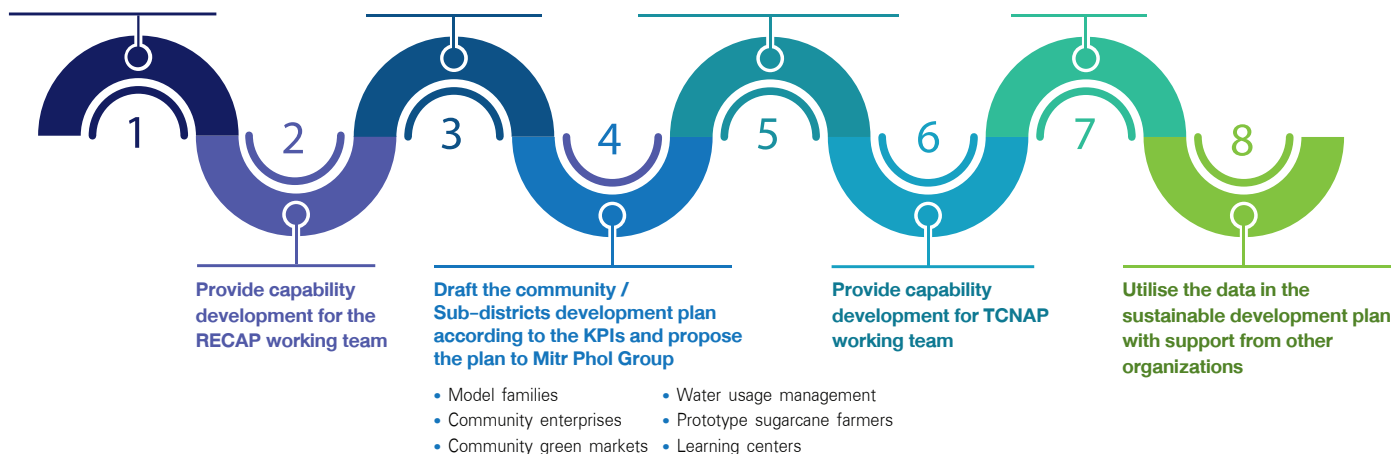 1
2
3
4
5
6
7
8
Provide capability
development for the
RECAP working team
Draft the community /
Sub-districts development plan
according to the KPIs and propose
the plan to Mitr Phol Group
• Model families
• Community enterprises
• Community green markets
• Water usage management
• Prototype sugarcane farmers
• Learning centers
Provide capability
development for TCNAP
working team
Utilise the data in the
sustainable development plan
with support from other
organizations